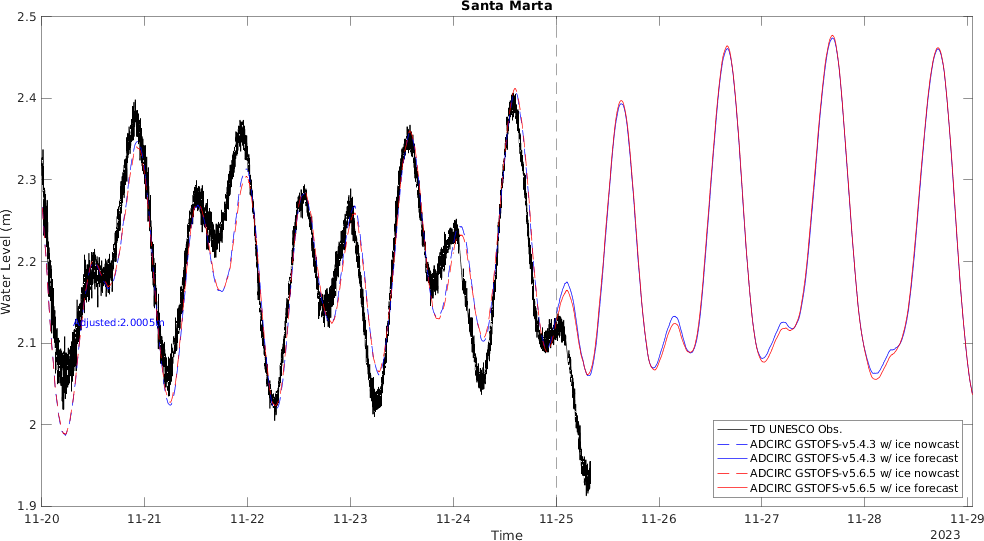 Santa Marta
2.5
2.4
2.3
2.2
2.1
2
1.9
Water Level (m)
Adjusted:2.0005m
TD UNESCO Obs.
ADCIRC GSTOFS-v5.4.3 w/ ice nowcast
ADCIRC GSTOFS-v5.4.3 w/ ice forecast
ADCIRC GSTOFS-v5.6.5 w/ ice nowcast
ADCIRC GSTOFS-v5.6.5 w/ ice forecast
11-20 11-21 11-22 11-23 11-24 11-25 11-26 11-27 11-28 11-29
Time
2023